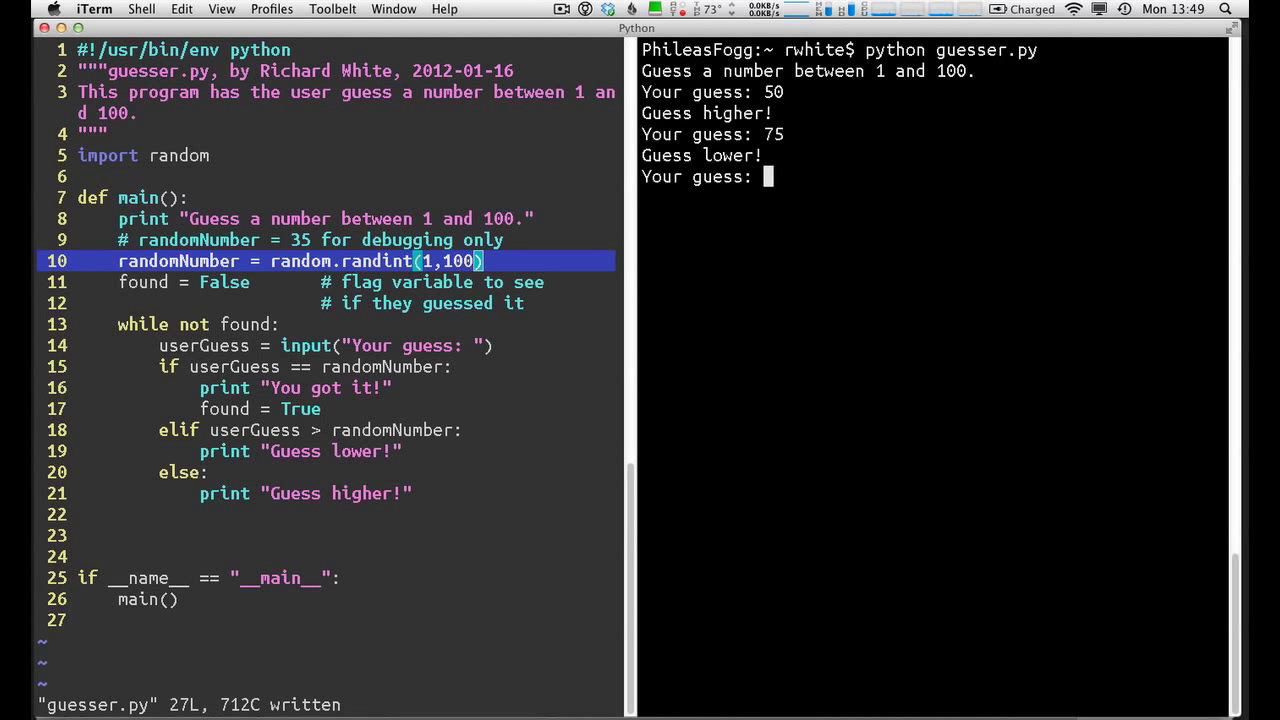 iTerm Shell Edit View Profiles Toolbelt Window Help 73° 0.0KB/s 0.0KB/s Charged Mon 13:49
Python
1 #!/usr/bin/env python
2 """guesser.py, by Richard White, 2012-01-16
3 This program has the user guess a number between 1 an
d 100.
4 """
5 import random
6
7 def main():
8     print "Guess a number between 1 and 100."
9     # randomNumber = 35 for debugging only
10     randomNumber = random.randint(1,100)
11     found = False       # flag variable to see
12                         # if they guessed it
13     while not found:
14         userGuess = input("Your guess: ")
15         if userGuess == randomNumber:
16             print "You got it!"
17             found = True
18         elif userGuess > randomNumber:
19             print "Guess lower!"
20         else:
21             print "Guess higher!"
22
23
24
25 if __name__ == "__main__":
26     main()
27
~
~
~
"guesser.py" 27L, 712C written
PhileasFogg:~ rwhite$ python guesser.py
Guess a number between 1 and 100.
Your guess: 50
Guess higher!
Your guess: 75
Guess lower!
Your guess: